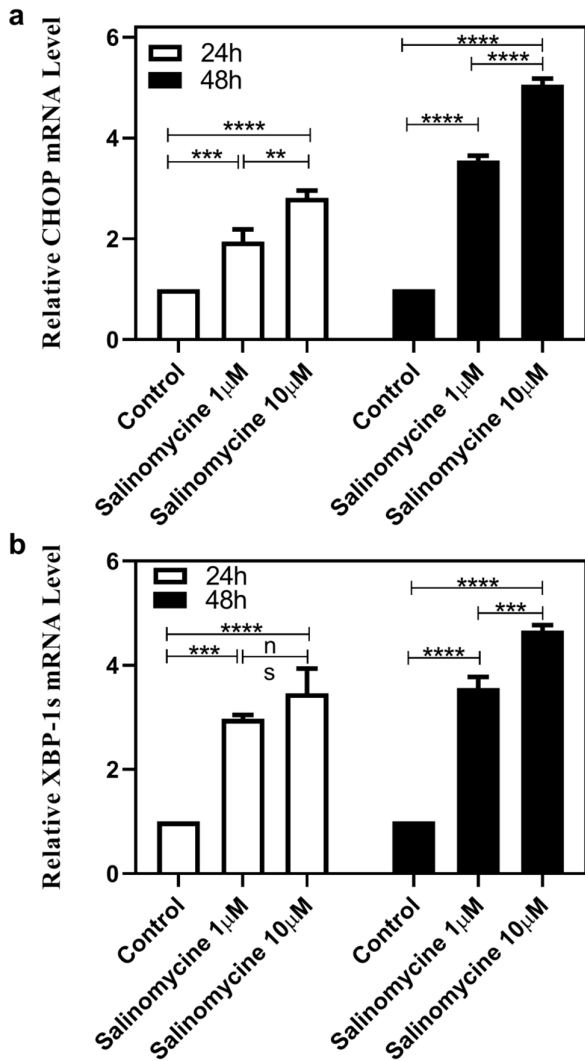 a
Relative CHOP mRNA Level
6
4
2
0
24h
48h
****
***
**
****
****
****
Control
Salinomycine 1μM
Salinomycine 10μM
Control
Salinomycine 1μM
Salinomycine 10μM
b
Relative XBP-1s mRNA Level
6
4
2
0
24h
48h
****
***
n
s
****
***
****
Control
Salinomycine 1μM
Salinomycine 10μM
Control
Salinomycine 1μM
Salinomycine 10μM